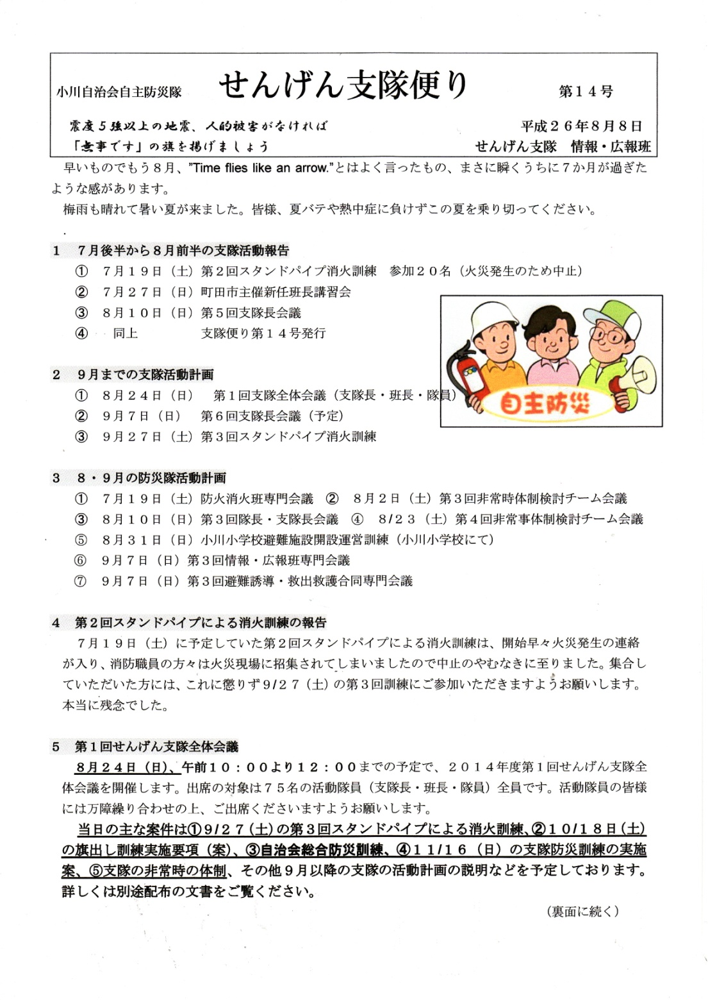 せんげん支隊便り
小川自治会自主防災隊 第１４号
震度５強以上の地震、人的被害がなければ 平成２６年８月８日
「無事です」の旗を掲げましょう せんげん支隊　情報・広報班
早いものでもう８月、”Time flies like an arrow.”とはよく言ったもの、まさに瞬くうちに７か月が過ぎた
ような感があります。
梅雨も晴れて暑い夏が来ました。皆様、夏バテや熱中症に負けずこの夏を乗り切ってください。
１　７月後半から８月前半の支隊活動報告
①　７月１９日（土）第２回スタンドパイプ消火訓練　参加２０名（火災発生のため中止）
②　７月２７日（日）町田市主催新任班長講習会
③　８月１０日（日）第５回支隊長会議
④　同上　支隊便り第１４号発行
自主防災
２　９月までの支隊活動計画
①　８月２４日（日）　第１回支隊全体会議（支隊長・班長・隊員）
②　９月７日（日）　第６回支隊長会議（予定）
③　９月２７日（土）第３回スタンドパイプ消火訓練
３　８・９月の防災隊活動計画
①　７月１９日（土）防火消火班専門会議　②　８月２日（土）第３回非常時体制検討チーム会議
③　８月１０日（日）第３回隊長・支隊長会議　④　８/２３（土）第４回非常事体制検討チーム会議
⑤　８月３１日（日）小川小学校避難施設開設運営訓練（小川小学校にて）
⑥　９月７日（日）第３回情報・広報班専門会議
⑦　９月７日（日）第３回避難誘導・救出救護合同専門会議
４　第２回スタンドパイプによる消火訓練の報告
７月１９日（土）に予定していた第２回スタンドパイプによる消火訓練は、開始早々火災発生の連絡
が入り、消防職員の方々は火災現場に招集されてしまいましたので中止のやむなきに至りました。集合し
ていただいた方には、これに懲りず９/２７（土）の第３回訓練にご参加いただきますようお願いします。
本当に残念でした。
５　第１回せんげん支隊全体会議
８月２４日（日）、午前１０：００より１２：００までの予定で、２０１４年度第１回せんげん支隊全
体会議を開催します。出席の対象は７５名の活動隊員（支隊長・班長・隊員）全員です。活動隊員の皆様
には万障繰り合わせの上、ご出席くださいますようお願いします。
当日の主な案件は①９/２７（土）の第３回スタンドパイプによる消火訓練、②１０/１８日（土）
の旗出し訓練実施要項（案）、③自治会総合防災訓練、④１１/１６（日）の支隊防災訓練の実施
案、⑤支隊の非常時の体制、その他９月以降の支隊の活動計画の説明などを予定しております。
詳しくは別途配布の文書をご覧ください。
（裏面に続く）